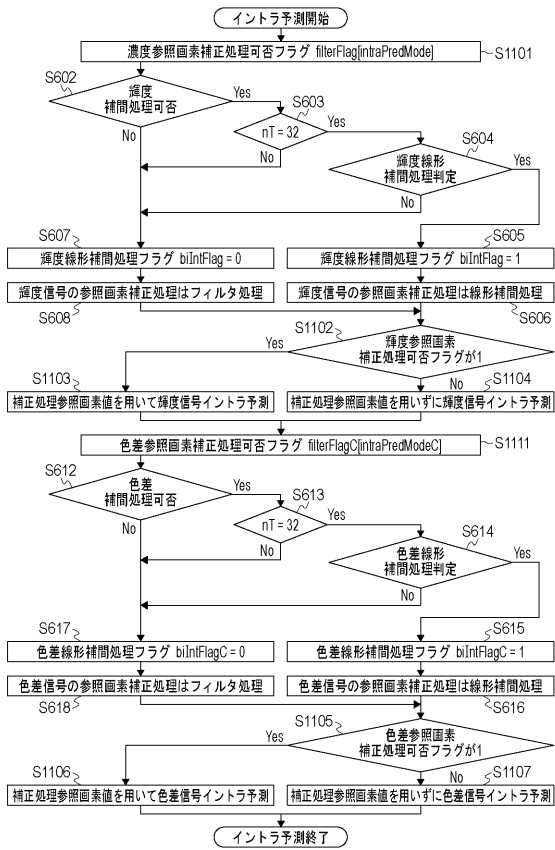 イントラ予測開始
濃度参照画素補正処理可否フラグ filterFlag[intraPredMode]
S1101
S602
輝度
補間処理可否
Yes
No
S603
nT = 32
Yes
No
S604
輝度線形
補間処理判定
Yes
No
S607
輝度線形補間処理フラグ biIntFlag = 0
S605
輝度線形補間処理フラグ biIntFlag = 1
輝度信号の参照画素補正処理はフィルタ処理
S608
輝度信号の参照画素補正処理は線形補間処理
S606
S1102
輝度参照画素
補正処理可否フラグが1
Yes
No
S1103
補正処理参照画素値を用いて輝度信号イントラ予測
S1104
補正処理参照画素値を用いずに輝度信号イントラ予測
色差参照画素補正処理可否フラグ filterFlagC[intraPredModeC]
S1111
S612
色差
補間処理可否
Yes
No
S613
nT = 32
Yes
No
S614
色差線形
補間処理判定
Yes
No
S617
色差線形補間処理フラグ biIntFlagC = 0
S615
色差線形補間処理フラグ biIntFlagC = 1
色差信号の参照画素補正処理はフィルタ処理
S618
色差信号の参照画素補正処理は線形補間処理
S616
S1105
色差参照画素
補正処理可否フラグが1
Yes
No
S1106
補正処理参照画素値を用いて色差信号イントラ予測
S1107
補正処理参照画素値を用いずに色差信号イントラ予測
イントラ予測終了